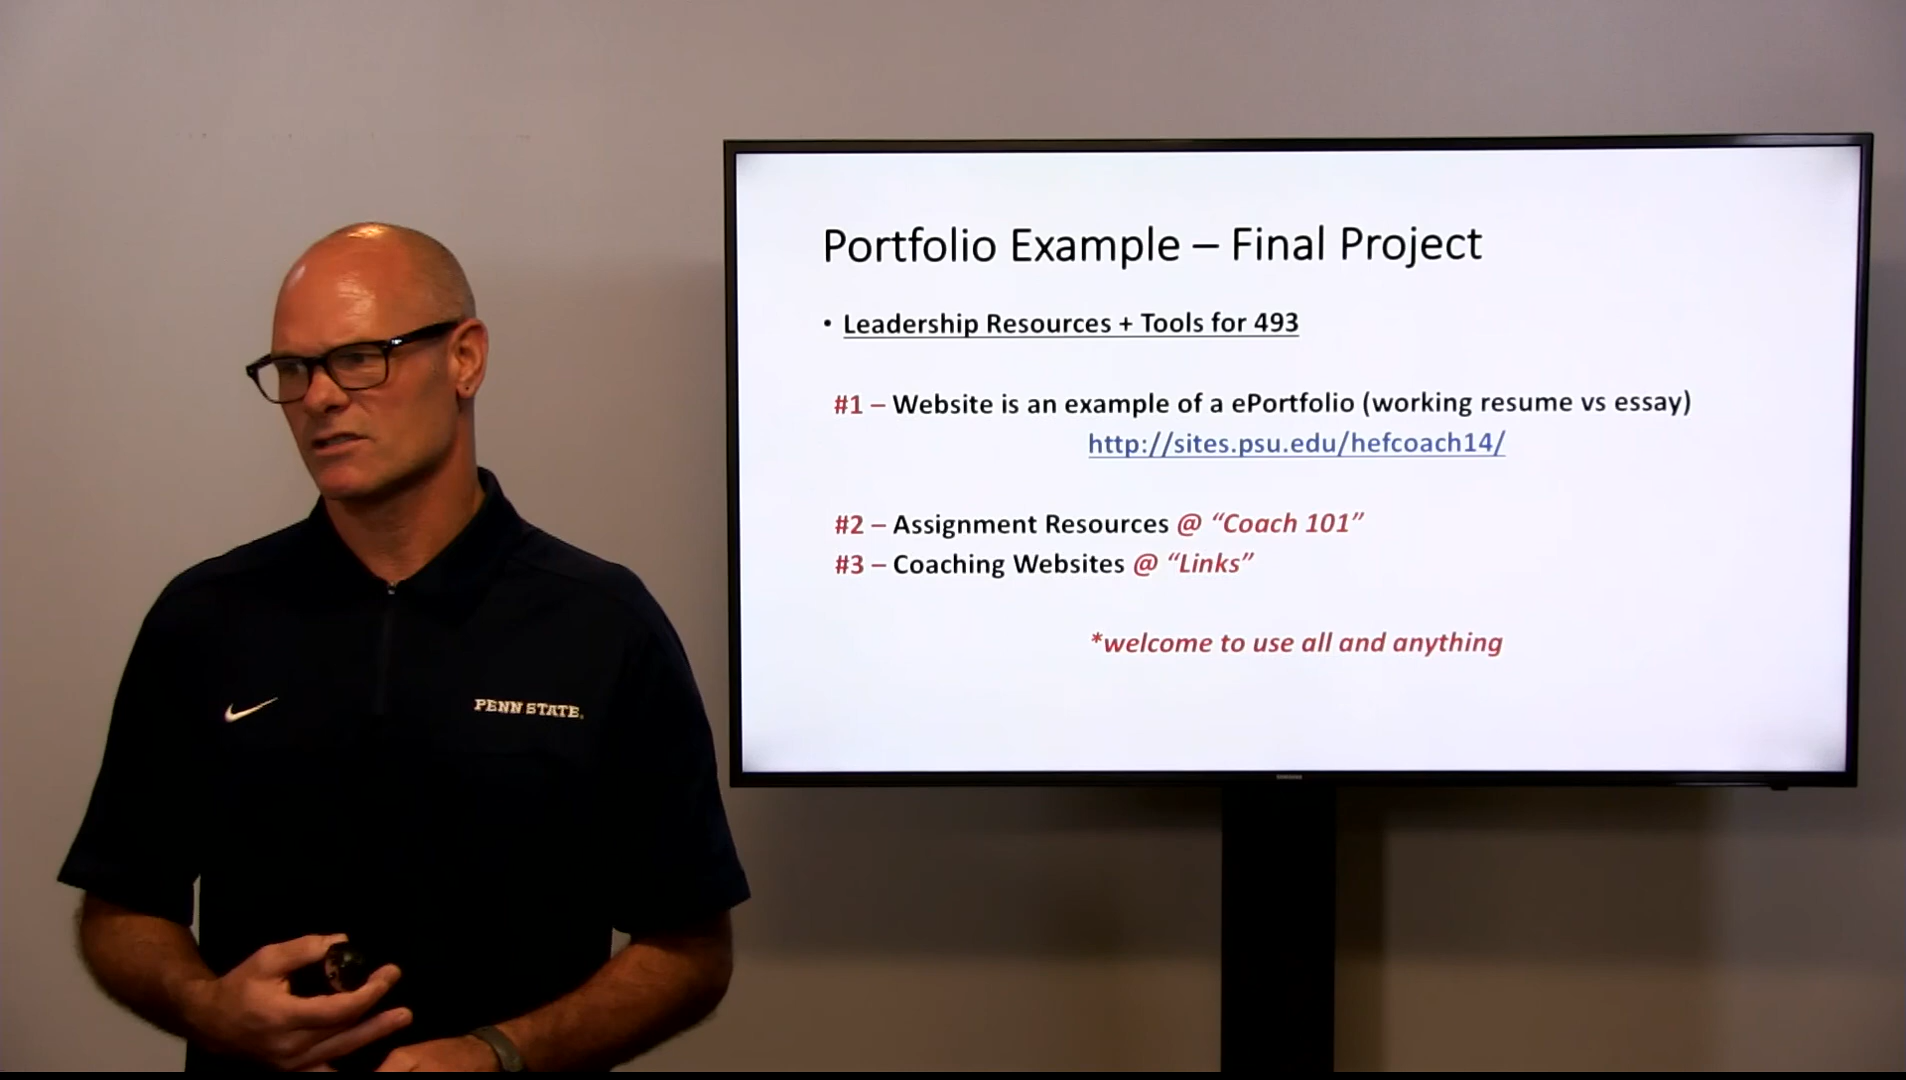 Portfolio Example – Final Project
• Leadership Resources + Tools for 493
#1 – Website is an example of a ePortfolio (working resume vs essay)
http://sites.psu.edu/hefcoach14/
#2 – Assignment Resources @ “Coach 101”
#3 – Coaching Websites @ “Links”
*welcome to use all and anything
PENN STATE.
SAMSUNG